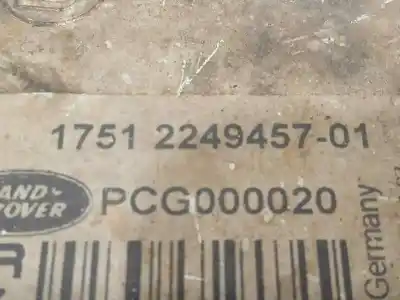 1751 2249457-01
LAND
ROVER
PCG000020
Germany
R